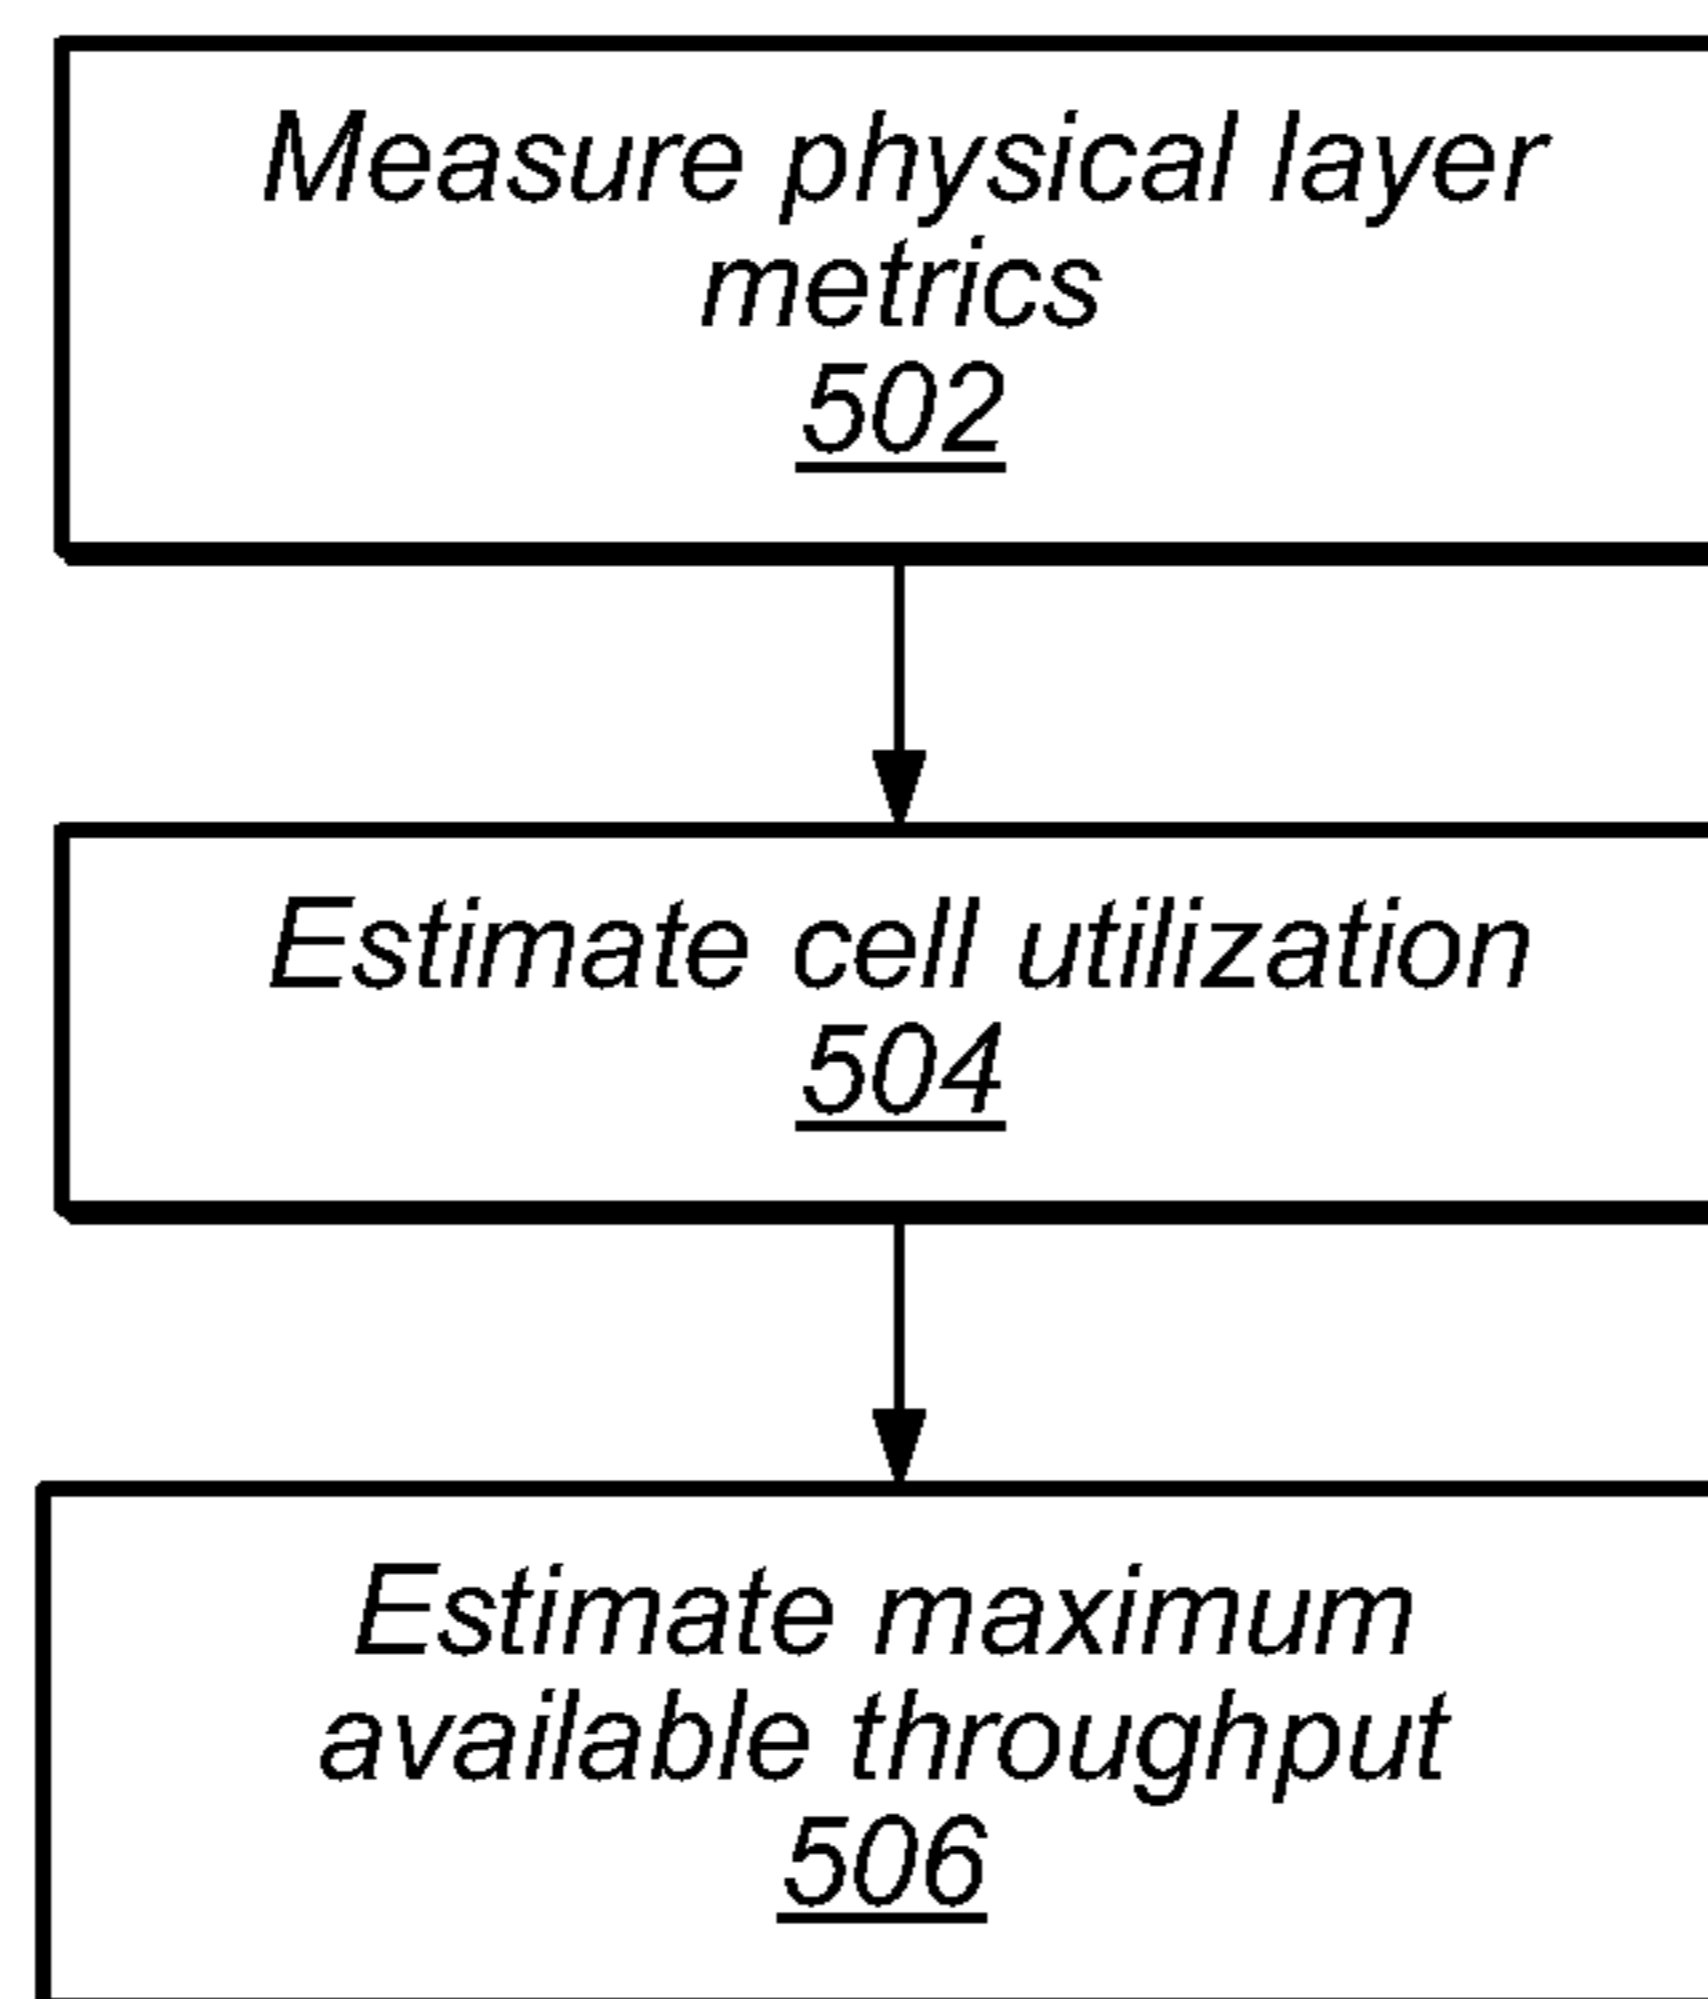 Measure physical layer
metrics
502
Estimate cell utilization
504
Estimate maximum
available throughput
506